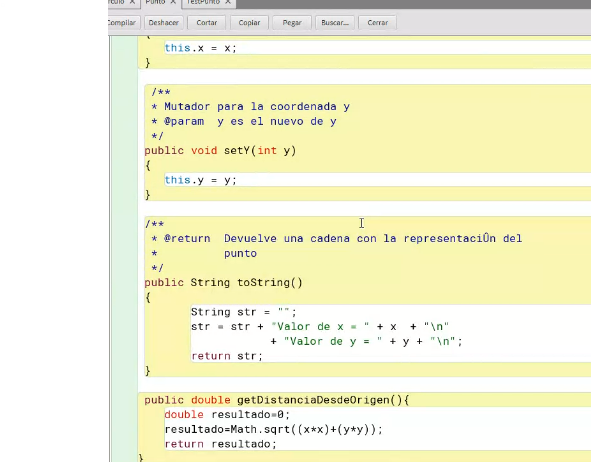 Punto X
TestPunto X
Compilar Deshacer Cortar Copiar Pegar Buscar... Cerrar
{
this.x = x;
}
/**
* Mutador para la coordenada y
* @param y es el nuevo de y
*/
public void setY(int y)
{
this.y = y;
}
/**
* @return Devuelve una cadena con la representaciÛn del
* punto
*/
public String toString()
{
String str = "";
str = str + "Valor de x = " + x + "\n"
+ "Valor de y = " + y + "\n";
return str;
}
public double getDistanciaDesdeOrigen(){
double resultado=0;
resultado=Math.sqrt((x*x)+(y*y));
return resultado;
}